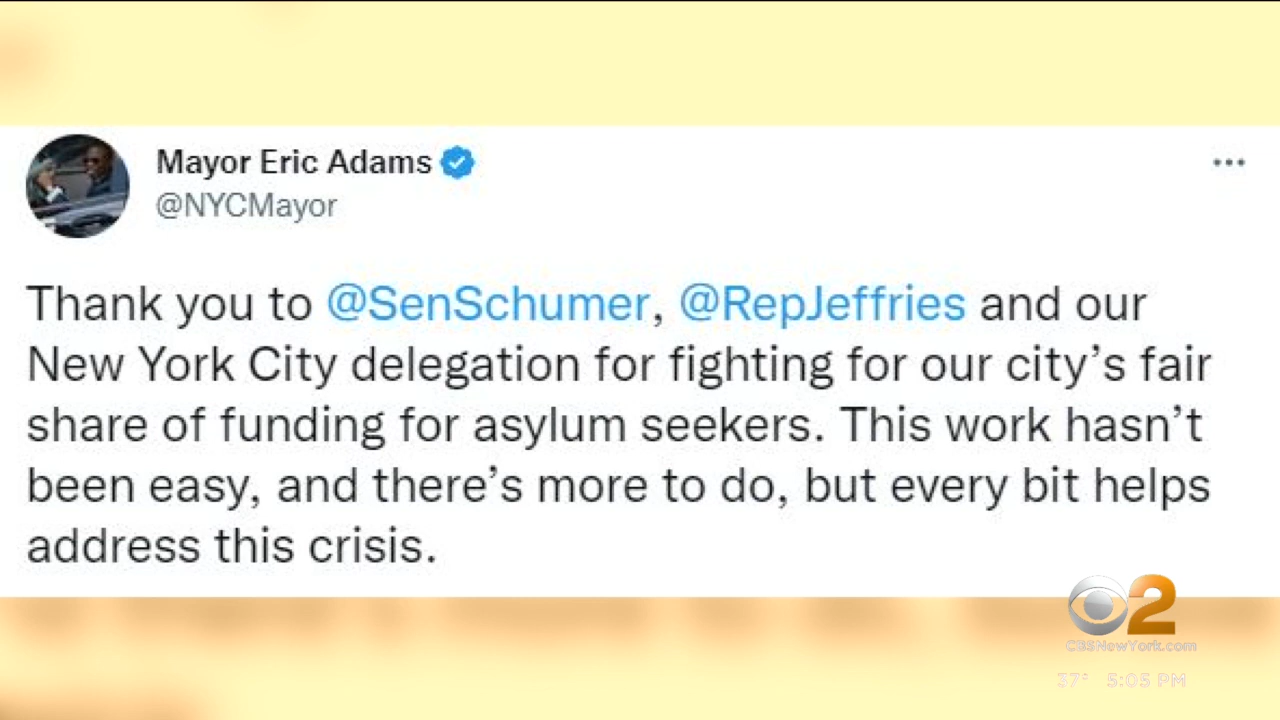 Mayor Eric Adams
@NYCMayor
Thank you to @SenSchumer, @RepJeffries and our
New York City delegation for fighting for our city’s fair
share of funding for asylum seekers. This work hasn’t
been easy, and there’s more to do, but every bit helps
address this crisis.
2
CBSNewYork.com
37° 5:05 PM